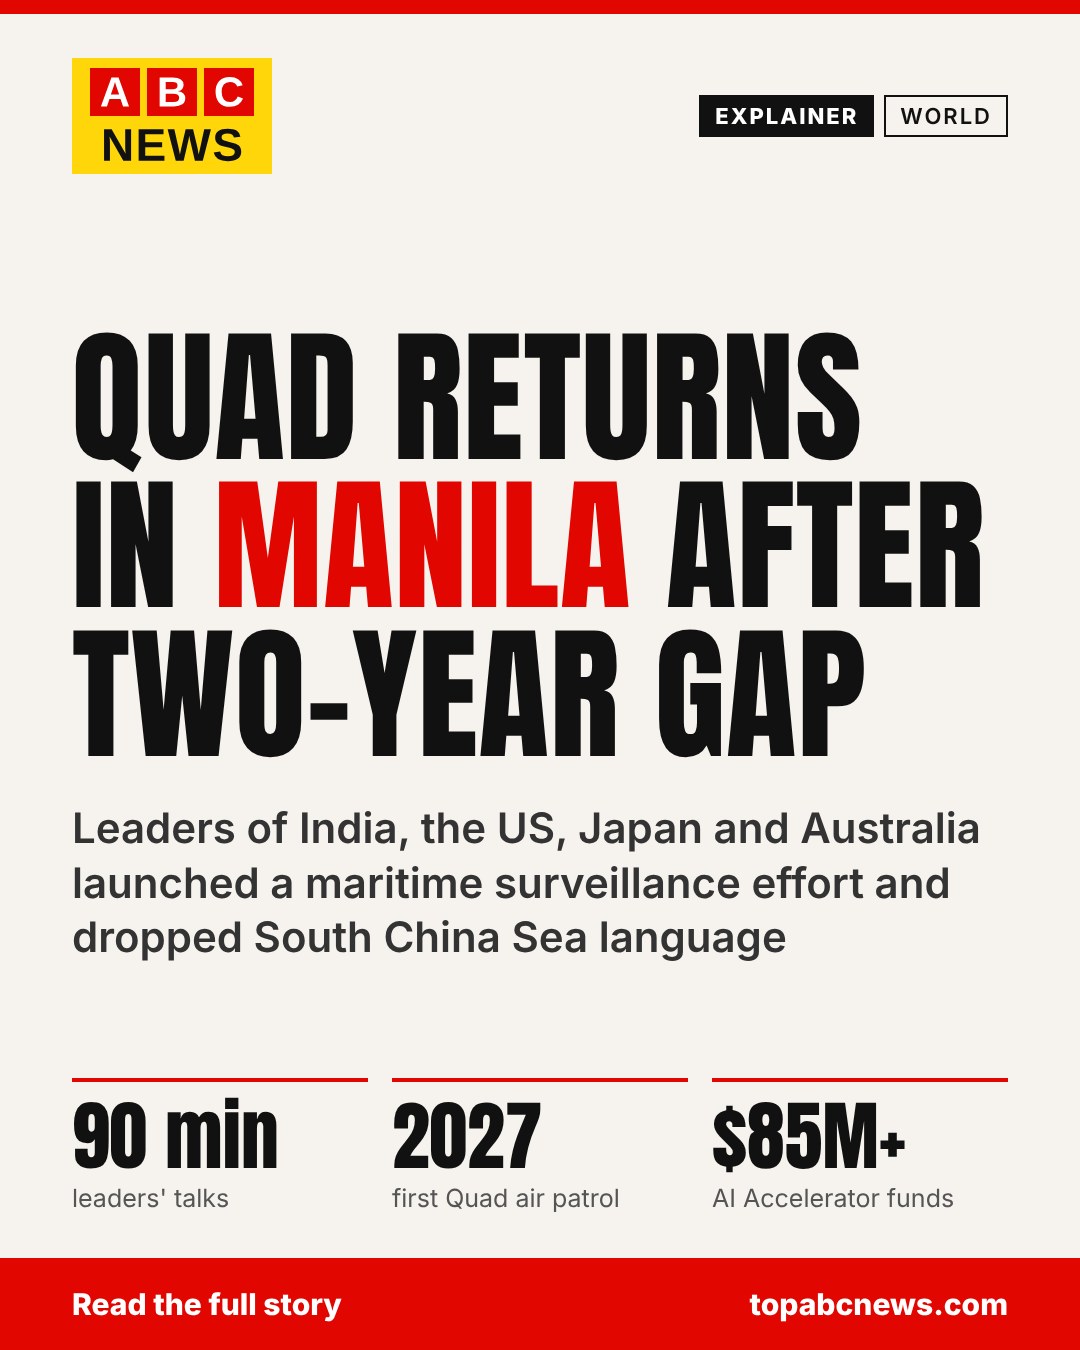 ABC
NEWS
EXPLAINER
WORLD
QUAD RETURNS
IN MANILA AFTER
TWO-YEAR GAP
Leaders of India, the US, Japan and Australia
launched a maritime surveillance effort and
dropped South China Sea language
90 min
leaders' talks
2027
first Quad air patrol
$85M+
AI Accelerator funds
Read the full story
topabcnews.com